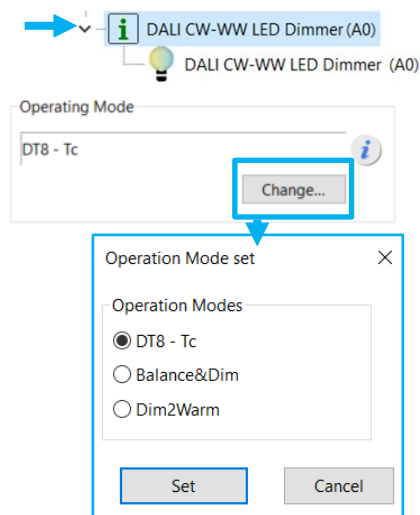 DALI CW-WW LED Dimmer (A0)
DALI CW-WW LED Dimmer (A0)
Operating Mode
DT8 - Tc
Change...
Operation Mode set
Operation Modes
DT8 - Tc
Balance&Dim
Dim2Warm
Set Cancel